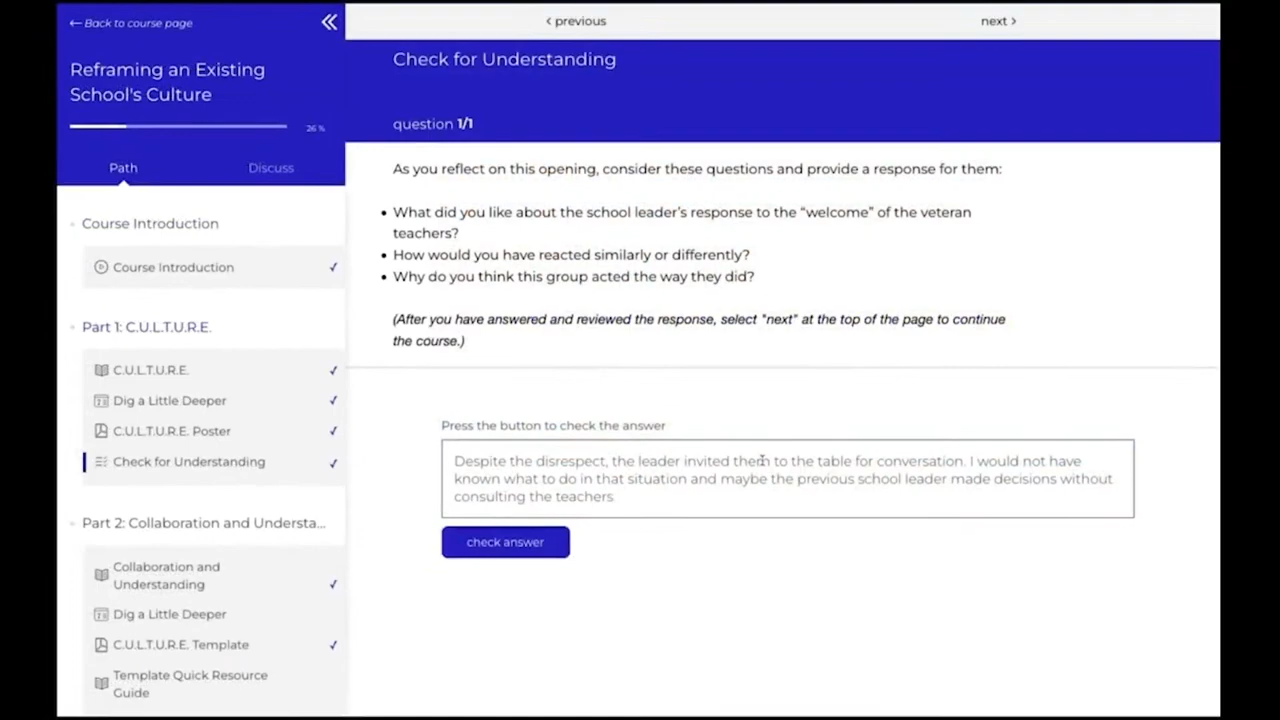 ← Back to course page
Reframing an Existing
School's Culture
26 %
Path
Discuss
Course Introduction
Course Introduction
Part 1: C.U.L.T.U.R.E.
C.U.L.T.U.R.E.
Dig a Little Deeper
C.U.L.T.U.R.E. Poster
Check for Understanding
Part 2: Collaboration and Understa...
Collaboration and
Understanding
Dig a Little Deeper
C.U.L.T.U.R.E. Template
Template Quick Resource
Guide
‹ previous
next ›
Check for Understanding
question 1/1
As you reflect on this opening, consider these questions and provide a response for them:
• What did you like about the school leader's response to the “welcome” of the veteran
teachers?
• How would you have reacted similarly or differently?
• Why do you think this group acted the way they did?
(After you have answered and reviewed the response, select "next" at the top of the page to continue
the course.)
Press the button to check the answer
Despite the disrespect, the leader invited them to the table for conversation. I would not have
known what to do in that situation and maybe the previous school leader made decisions without
consulting the teachers
check answer